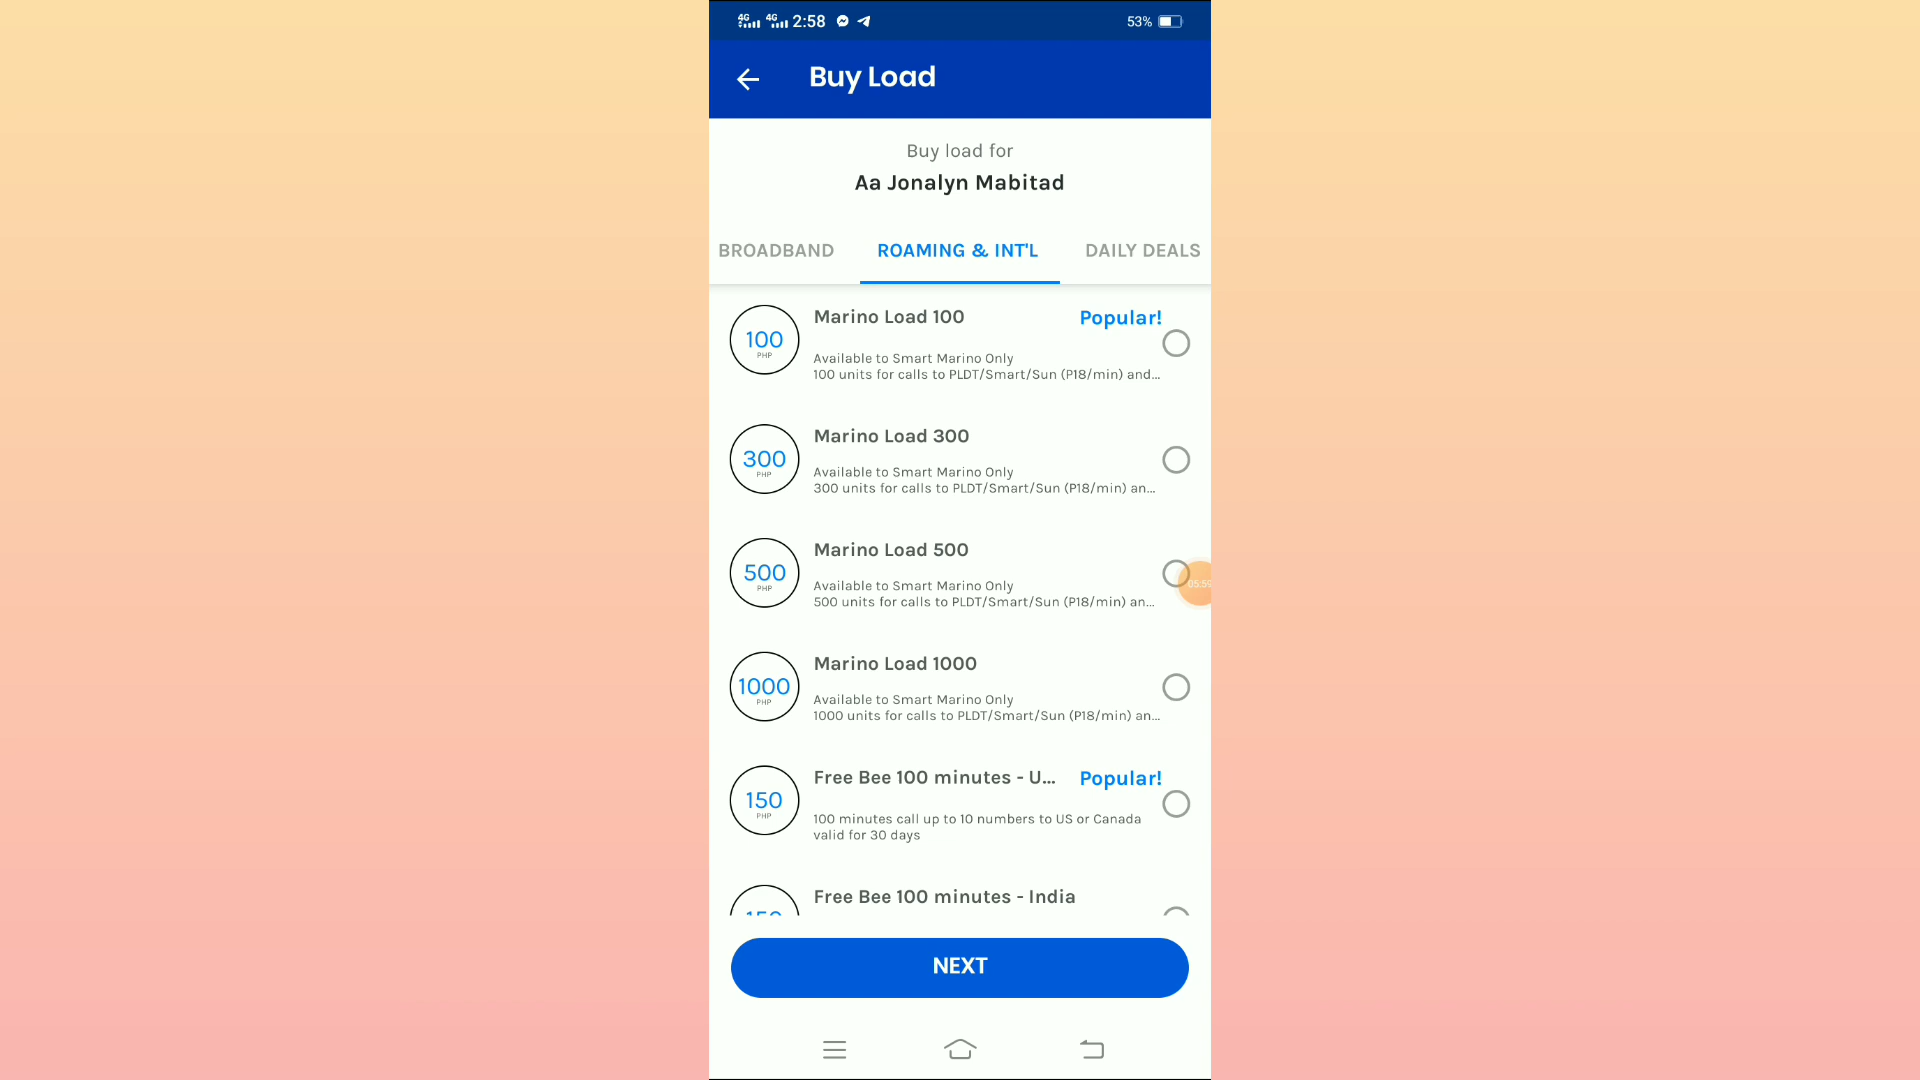 4G 4G 2:58 53%
Buy Load
Buy load for
Aa Jonalyn Mabitad
BROADBAND ROAMING & INT'L DAILY DEALS
100 PHP
Marino Load 100 Popular!
Available to Smart Marino Only
100 units for calls to PLDT/Smart/Sun (P18/min) and...
300 PHP
Marino Load 300
Available to Smart Marino Only
300 units for calls to PLDT/Smart/Sun (P18/min) an...
500 PHP
Marino Load 500
Available to Smart Marino Only
500 units for calls to PLDT/Smart/Sun (P18/min) an...
05:59
1000 PHP
Marino Load 1000
Available to Smart Marino Only
1000 units for calls to PLDT/Smart/Sun (P18/min) an...
150 PHP
Free Bee 100 minutes - U... Popular!
100 minutes call up to 10 numbers to US or Canada
valid for 30 days
150
Free Bee 100 minutes - India
NEXT